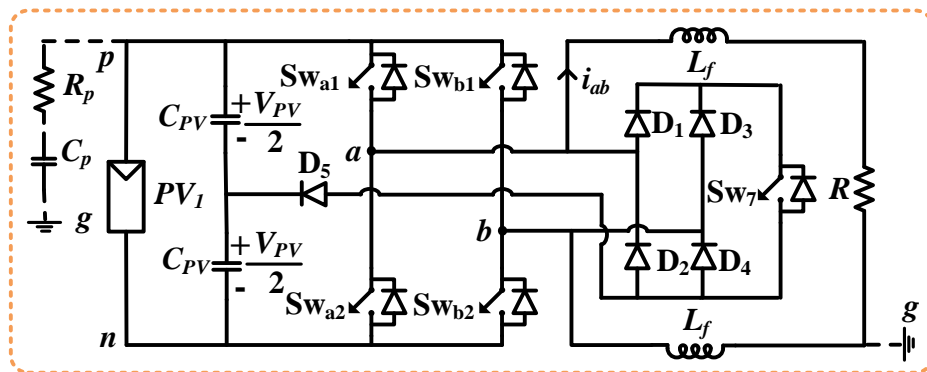 p
R_p
C_p
g
PV_1
n
C_PV
+ V_PV
- 2
C_PV
+ V_PV
- 2
D_5
Sw_a1
Sw_b1
a
b
Sw_a2
Sw_b2
i_ab
L_f
D_1
D_3
Sw_7
R
D_2
D_4
L_f
g